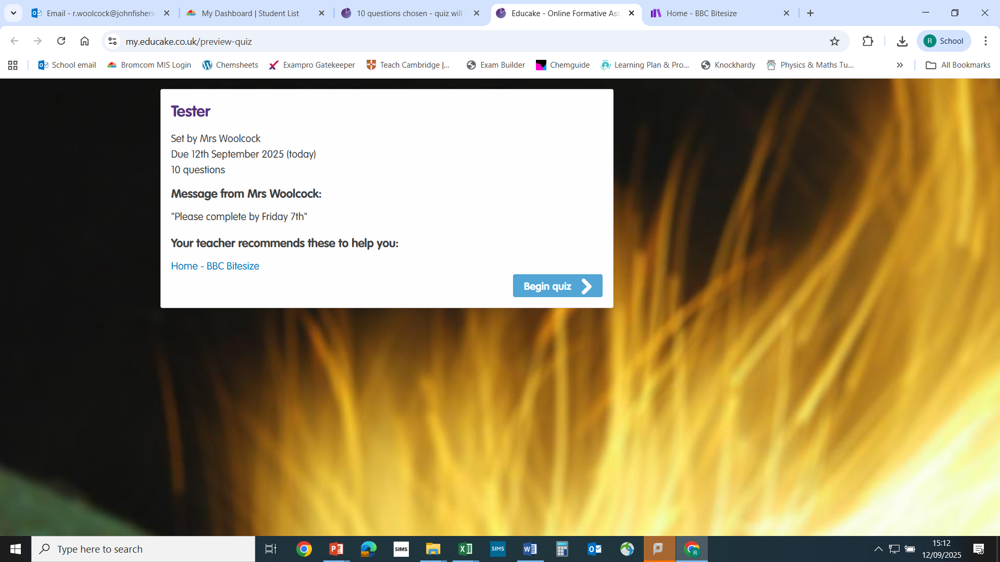 Email - r.woolcock@johnfishers
My Dashboard | Student List
10 questions chosen - quiz will
Educake - Online Formative Ass
Home - BBC Bitesize
my.educake.co.uk/preview-quiz
R School
School email
Bromcom MIS Login
Chemsheets
Exampro Gatekeeper
Teach Cambridge |...
Exam Builder
Chemguide
Learning Plan & Pro...
Knockhardy
Physics & Maths Tu...
All Bookmarks
Tester
Set by Mrs Woolcock
Due 12th September 2025 (today)
10 questions
Message from Mrs Woolcock:
"Please complete by Friday 7th"
Your teacher recommends these to help you:
Home - BBC Bitesize
Begin quiz
Type here to search
SIMS
SIMS
15:12
12/09/2025